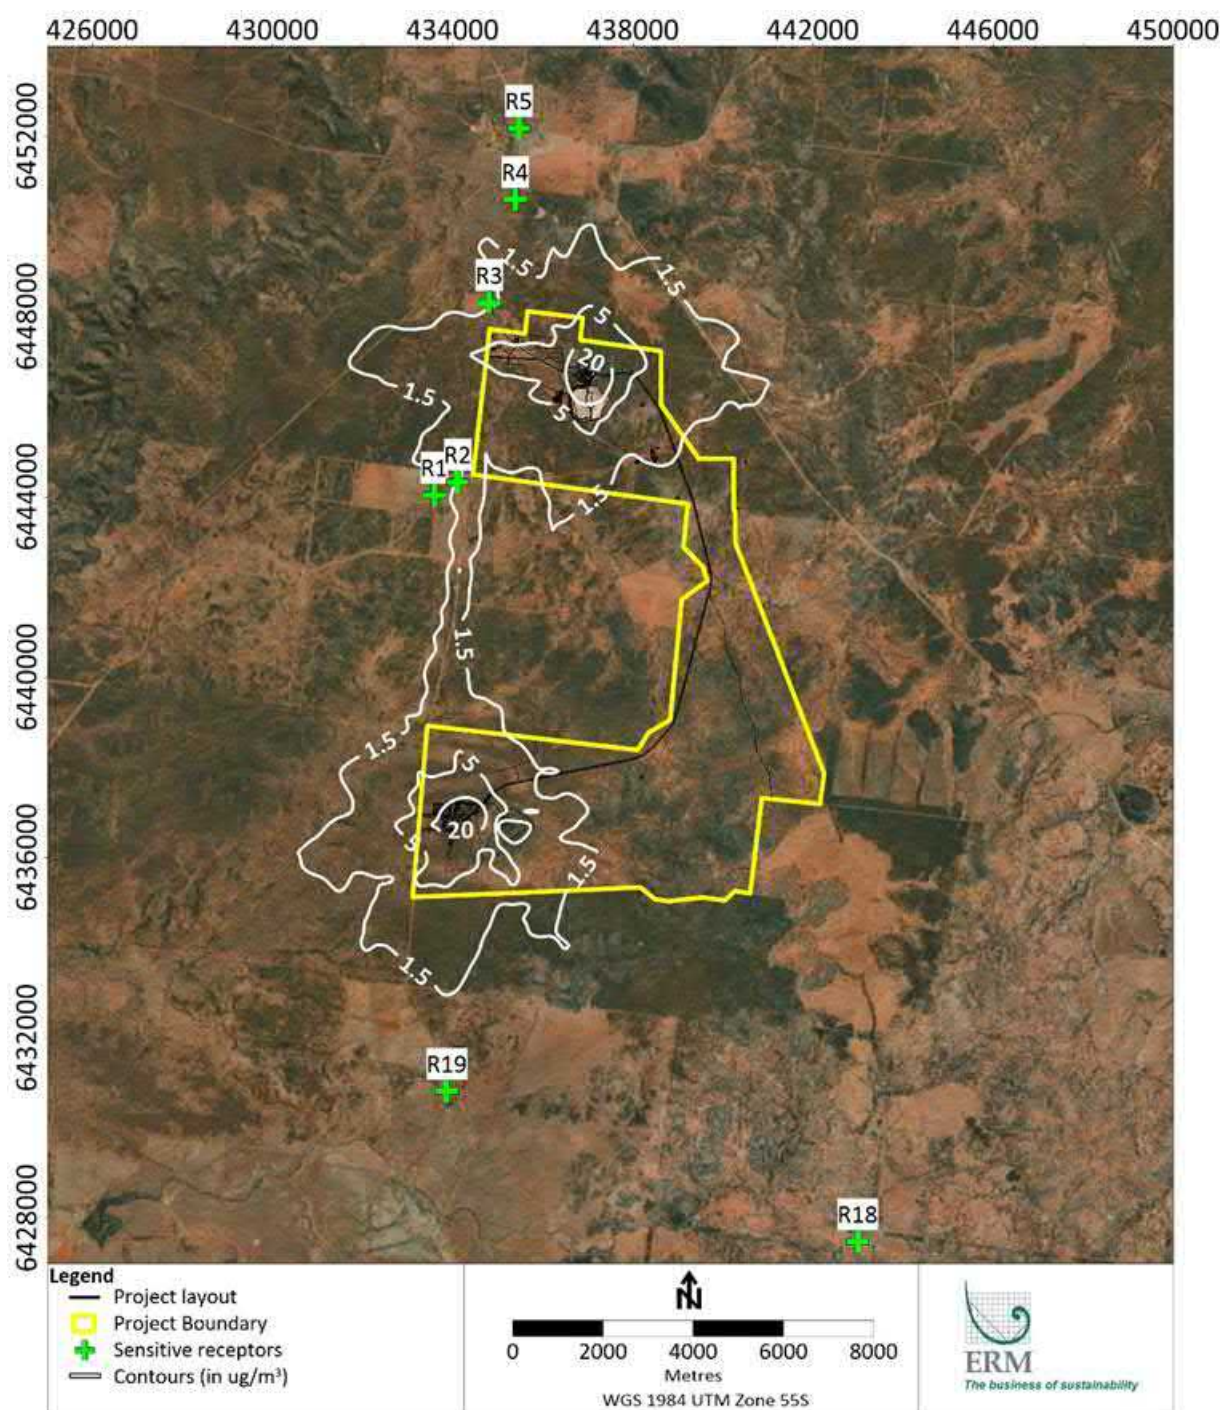 426000 430000 434000 438000 442000 446000 450000
6452000
6448000
6444000
6440000
6436000
6432000
6428000
R5
R4
1.5
1.5
R3
5
20
1.5
5
R2
R1
1.5
1.5
1.5
5
20
5
1.5
1.5
R19
R18
Legend
Project layout
Project Boundary
Sensitive receptors
Contours (in ug/m³)
N
0 2000 4000 6000 8000
Metres
WGS 1984 UTM Zone 55S
ERM
The business of sustainability